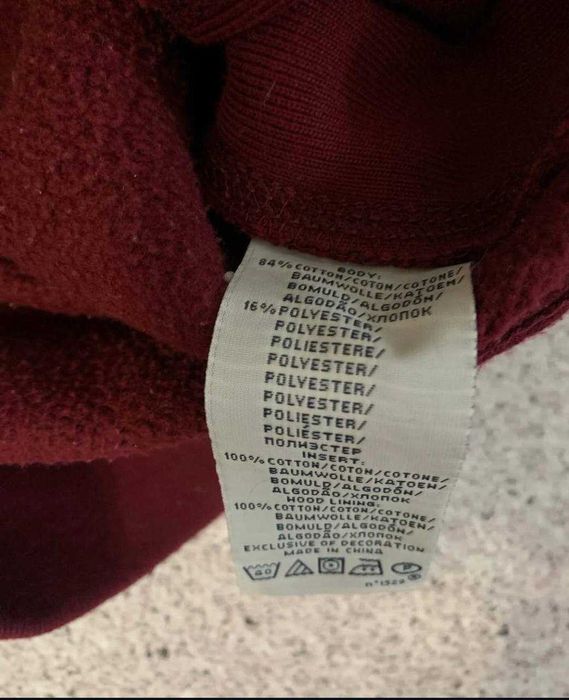 BODY:
84% COTTON/COTON/COTONE/
BAUMWOLLE/KATOEN/
BOMULD/ALGODÓN/
ALGODÃO/ХЛОПОК
16% POLYESTER/
POLYESTER/
POLIESTERE/
POLYESTER/
POLYESTER/
POLYESTER/
POLIESTER/
POLIÉSTER/
ПОЛИЭСТЕР
INSERT:
100% COTTON/COTON/COTONE/
BAUMWOLLE/KATOEN/
BOMULD/ALGODÓN/
ALGODÃO/ХЛОПОК
HOOD LINING:
100% COTTON/COTON/COTONE/
BAUMWOLLE/KATOEN/
BOMULD/ALGODÓN/
ALGODÃO/ХЛОПОК
EXCLUSIVE OF DECORATION
MADE IN CHINA